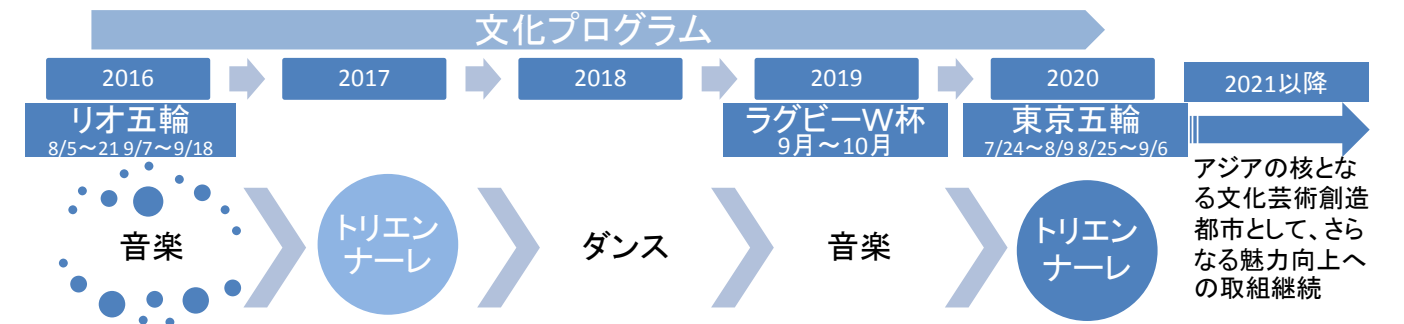 文化プログラム
2016
2017
2018
2019
2020
2021以降
リオ五輪
8/5～21 9/7～9/18
ラグビーW杯
9月～10月
東京五輪
7/24～8/9 8/25～9/6
音楽
トリエン
ナーレ
ダンス
音楽
トリエン
ナーレ
アジアの核とな
る文化芸術創造
都市として、さら
なる魅力向上へ
の取組継続